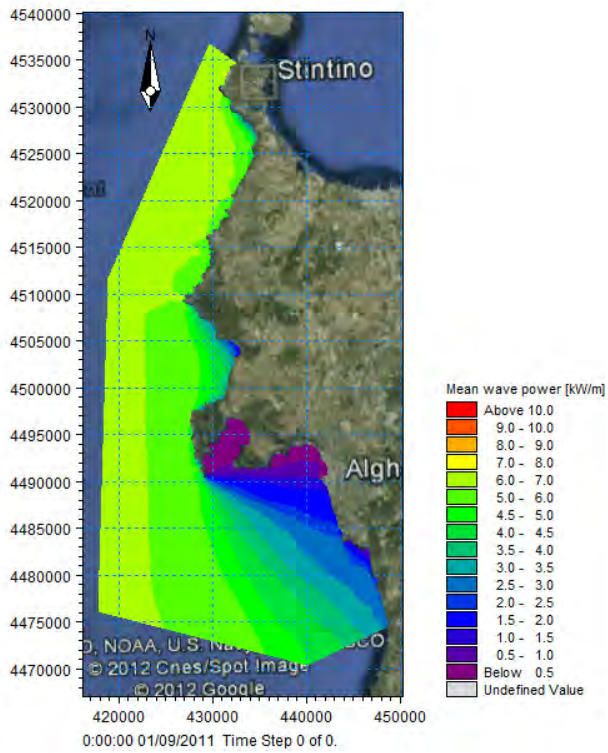 4540000
4535000
4530000
4525000
4520000
4515000
4510000
4505000
4500000
4495000
4490000
4485000
4480000
4475000
4470000
N
Stintino
Algh
NOAA, U.S.
© 2012 Cnes/Spot Image
© 2012 Google
420000 430000 440000 450000
0:00:00 01/09/2011 Time Step 0 of 0.
Mean wave power [kW/m]
Above 10.0
9.0 - 10.0
8.0 - 9.0
7.0 - 8.0
6.0 - 7.0
5.0 - 6.0
4.5 - 5.0
4.0 - 4.5
3.5 - 4.0
3.0 - 3.5
2.5 - 3.0
2.0 - 2.5
1.5 - 2.0
1.0 - 1.5
0.5 - 1.0
Below 0.5
Undefined Value